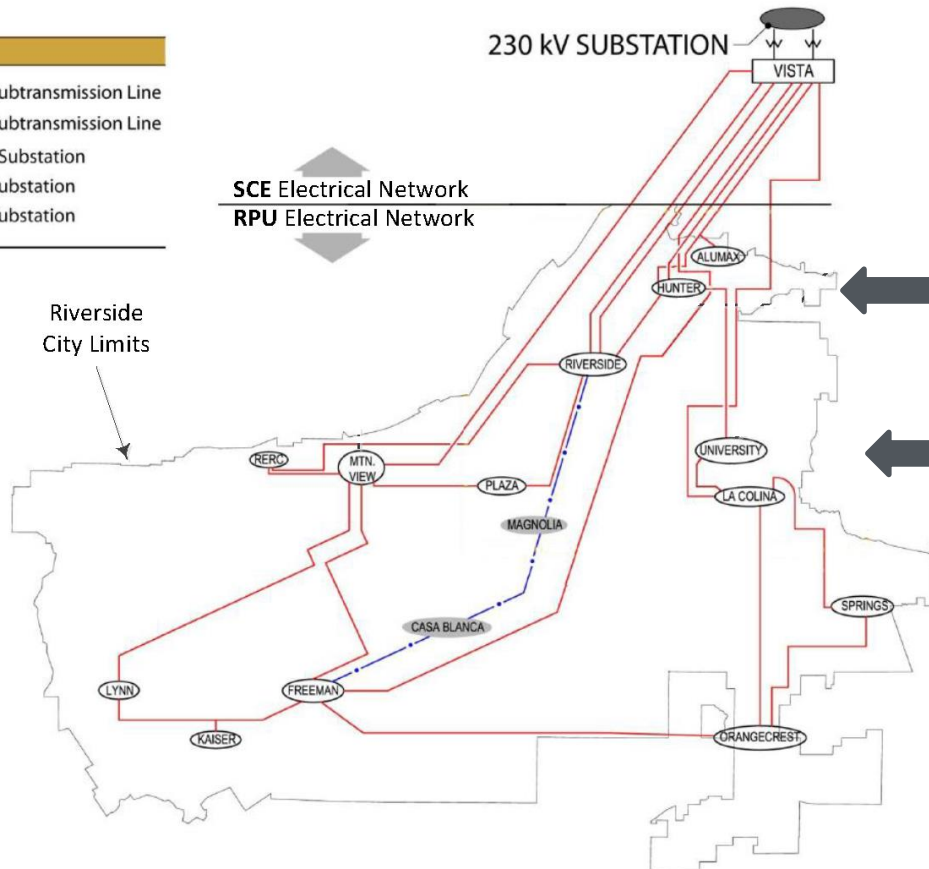 230 kV SUBSTATION
VISTA
ubtransmission Line
ubtransmission Line
Substation
ubstation
ubstation
SCE Electrical Network
RPU Electrical Network
ALUMAX
HUNTER
Riverside
City Limits
RIVERSIDE
RERC
MTN.
VIEW
UNIVERSITY
PLAZA
LA COLINA
MAGNOLIA
SPRINGS
CASA BLANCA
LYNN
FREEMAN
KAISER
ORANGECREST